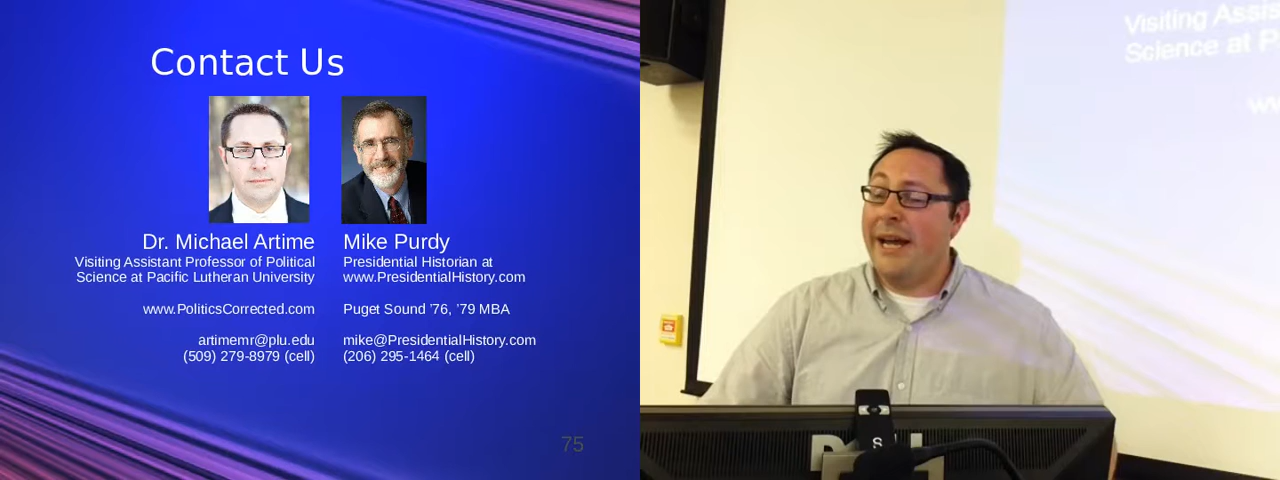 Contact Us
Dr. Michael Artime
Visiting Assistant Professor of Political
Science at Pacific Lutheran University
www.PoliticsCorrected.com
artimemr@plu.edu
(509) 279-8979 (cell)
Mike Purdy
Presidential Historian at
www.PresidentialHistory.com
Puget Sound '76, '79 MBA
mike@PresidentialHistory.com
(206) 295-1464 (cell)
75
Visiting Assis
Science at P
ww